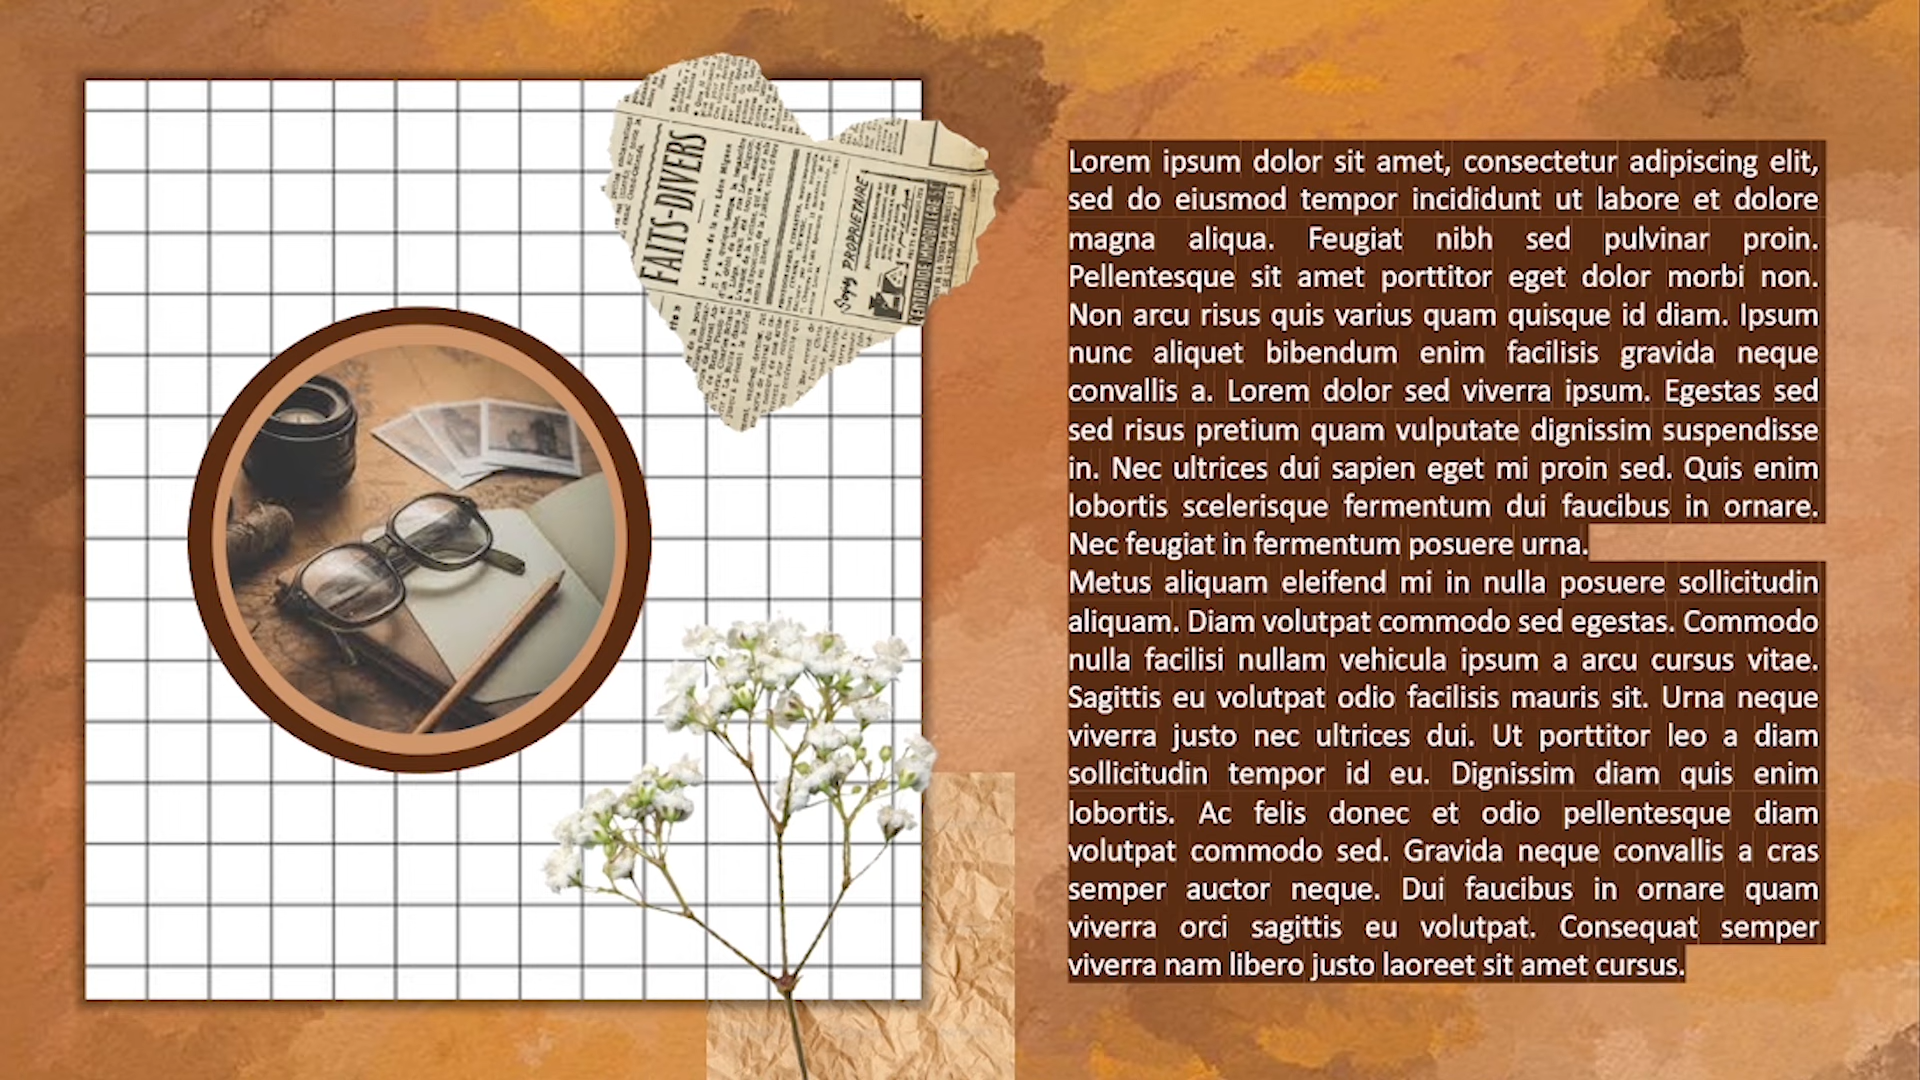 FAITS-DIVERS
Soyez PROPRIETAIRE
Lorem ipsum dolor sit amet, consectetur adipiscing elit,
sed do eiusmod tempor incididunt ut labore et dolore
magna aliqua. Feugiat nibh sed pulvinar proin.
Pellentesque sit amet porttitor eget dolor morbi non.
Non arcu risus quis varius quam quisque id diam. Ipsum
nunc aliquet bibendum enim facilisis gravida neque
convallis a. Lorem dolor sed viverra ipsum. Egestas sed
sed risus pretium quam vulputate dignissim suspendisse
in. Nec ultrices dui sapien eget mi proin sed. Quis enim
lobortis scelerisque fermentum dui faucibus in ornare.
Nec feugiat in fermentum posuere urna.
Metus aliquam eleifend mi in nulla posuere sollicitudin
aliquam. Diam volutpat commodo sed egestas. Commodo
nulla facilisi nullam vehicula ipsum a arcu cursus vitae.
Sagittis eu volutpat odio facilisis mauris sit. Urna neque
viverra justo nec ultrices dui. Ut porttitor leo a diam
sollicitudin tempor id eu. Dignissim diam quis enim
lobortis. Ac felis donec et odio pellentesque diam
volutpat commodo sed. Gravida neque convallis a cras
semper auctor neque. Dui faucibus in ornare quam
viverra orci sagittis eu volutpat. Consequat semper
viverra nam libero justo laoreet sit amet cursus.